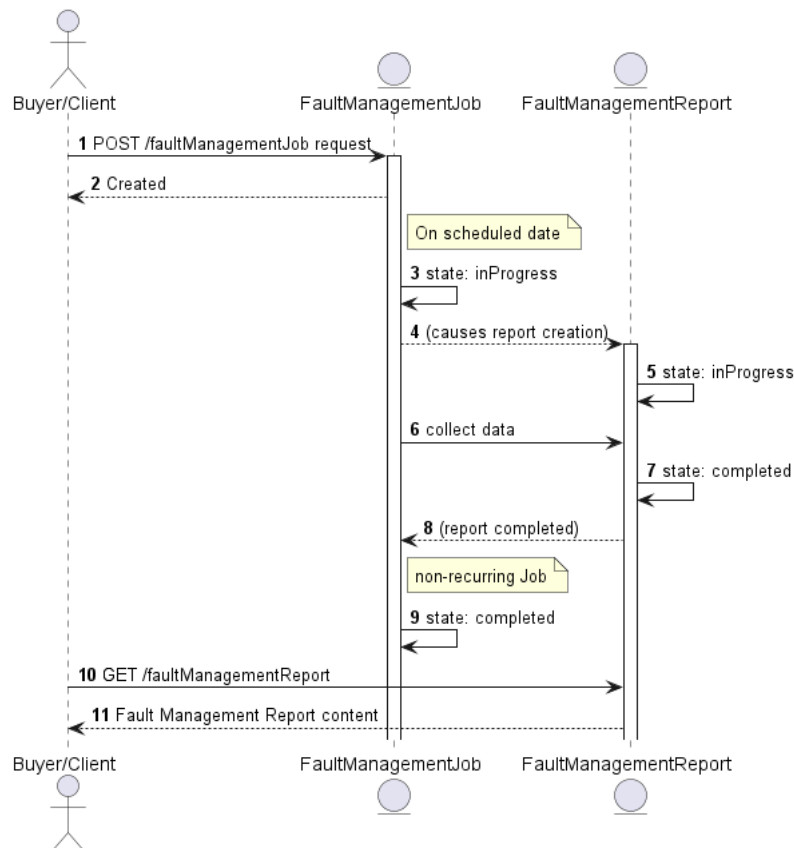 Buyer/Client
FaultManagementJob
FaultManagementReport
1 POST /faultManagementJob request
2 Created
On scheduled date
3 state: inProgress
4 (causes report creation)
5 state: inProgress
6 collect data
7 state: completed
8 (report completed)
non-recurring Job
9 state: completed
10 GET /faultManagementReport
11 Fault Management Report content
Buyer/Client
FaultManagementJob
FaultManagementReport